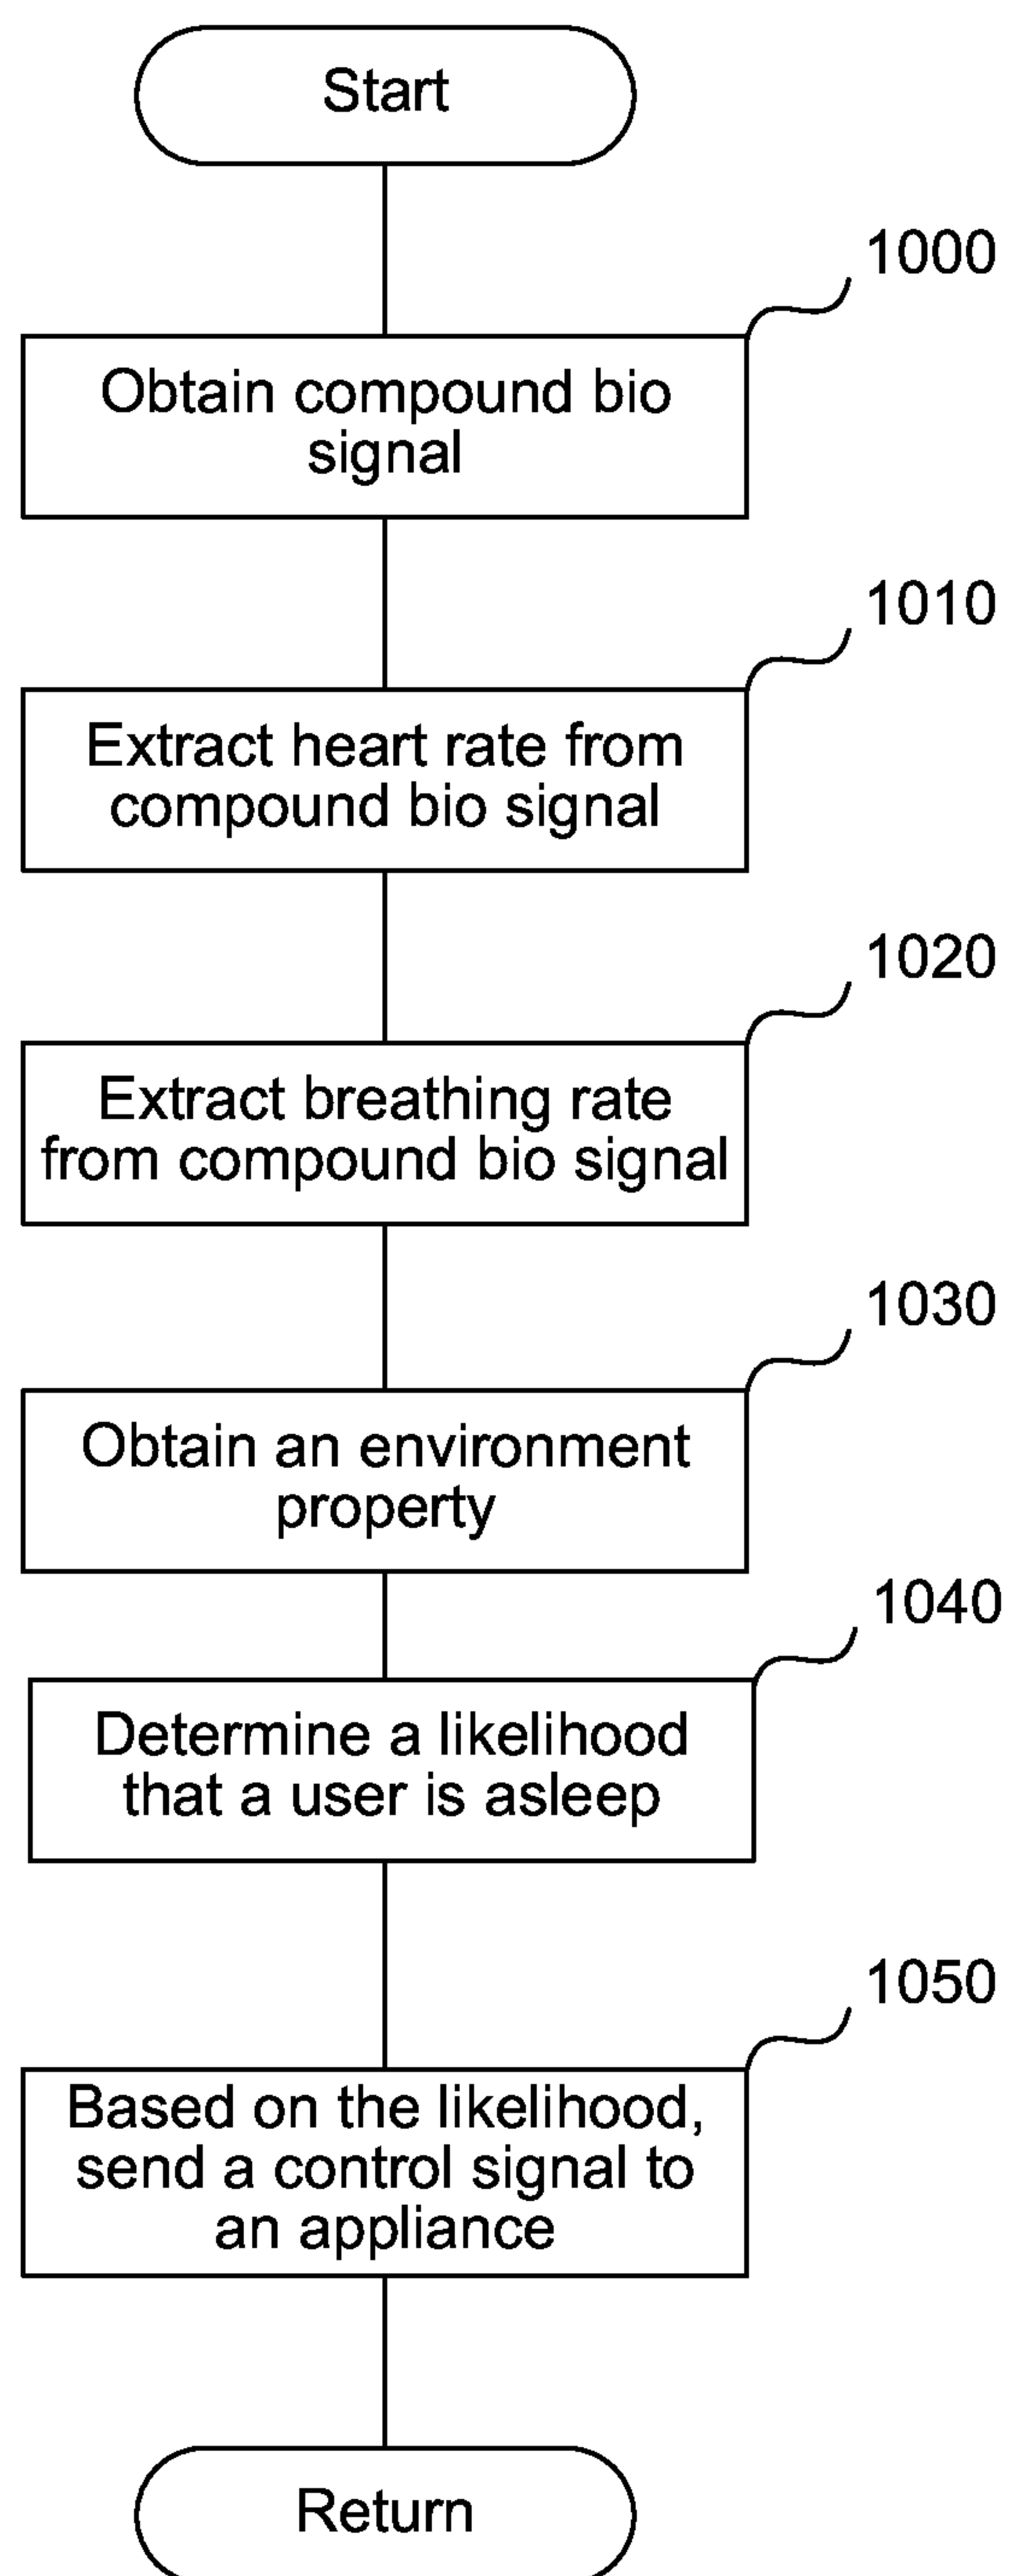 Start
1000
Obtain compound bio
signal
1010
Extract heart rate from
compound bio signal
1020
Extract breathing rate
from compound bio signal
1030
Obtain an environment
property
1040
Determine a likelihood
that a user is asleep
1050
Based on the likelihood,
send a control signal to
an appliance
Return